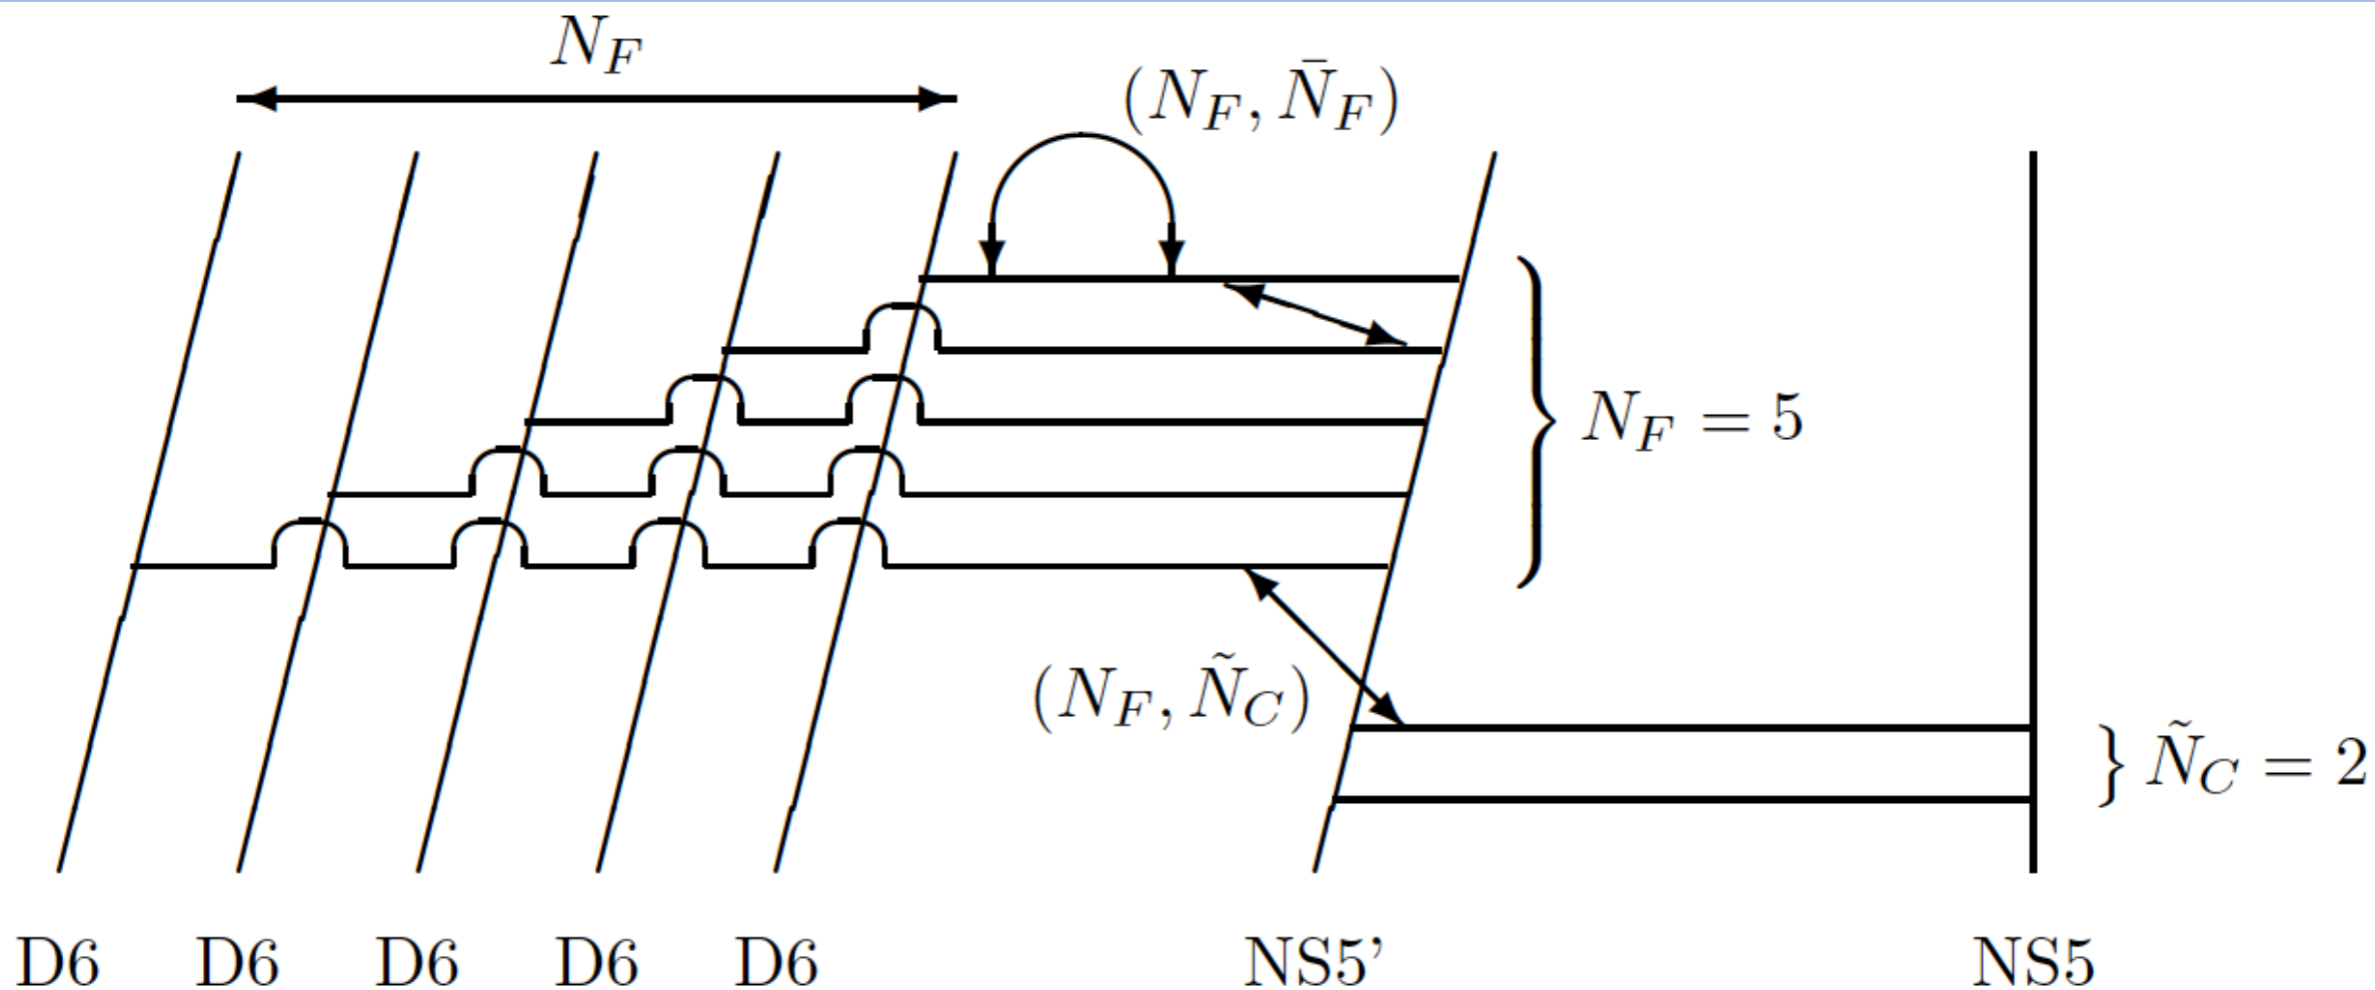 N_F
(N_F, N̄_F)
N_F = 5
(N_F, Ñ_C)
} Ñ_C = 2
D6 D6 D6 D6 D6 NS5' NS5